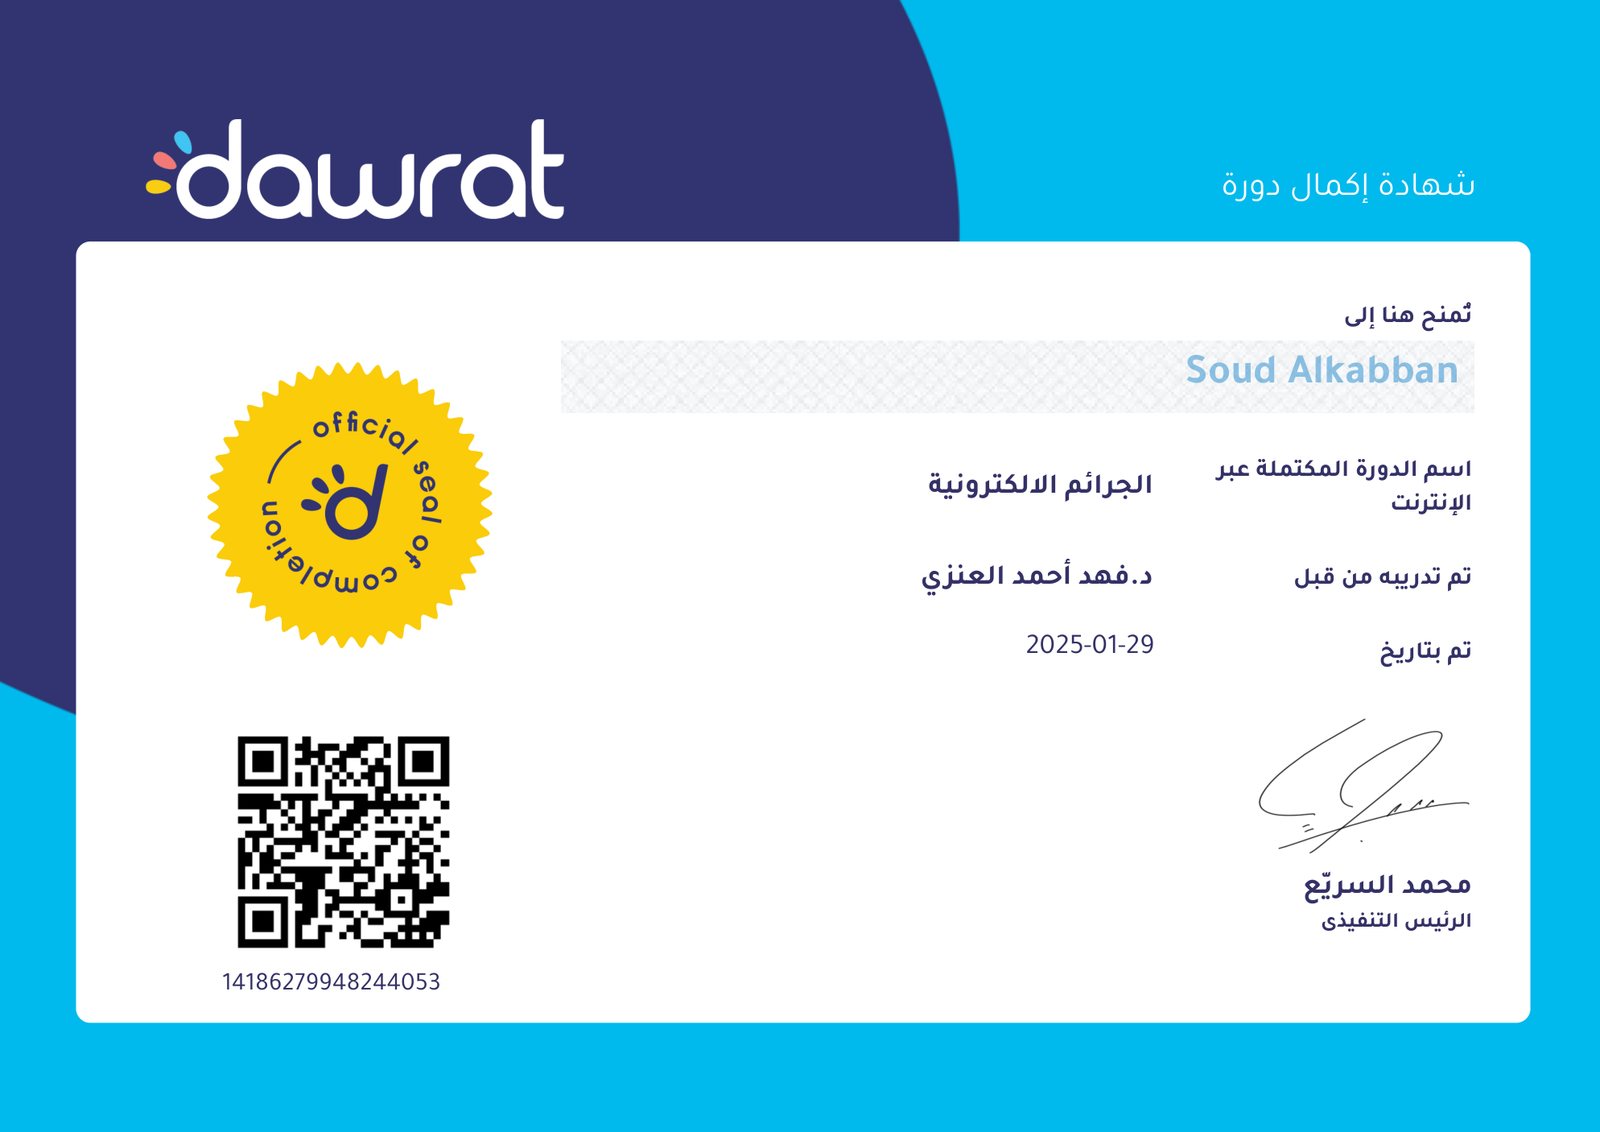 dawrat
شهادة إكمال دورة
تُمنح هنا إلى
Soud Alkabban
اسم الدورة المكتملة عبر
الإنترنت
الجرائم الالكترونية
تم تدريبه من قبل
د.فهد أحمد العنزي
تم بتاريخ
2025-01-29
official seal of completion
محمد السريّع
الرئيس التنفيذى
14186279948244053